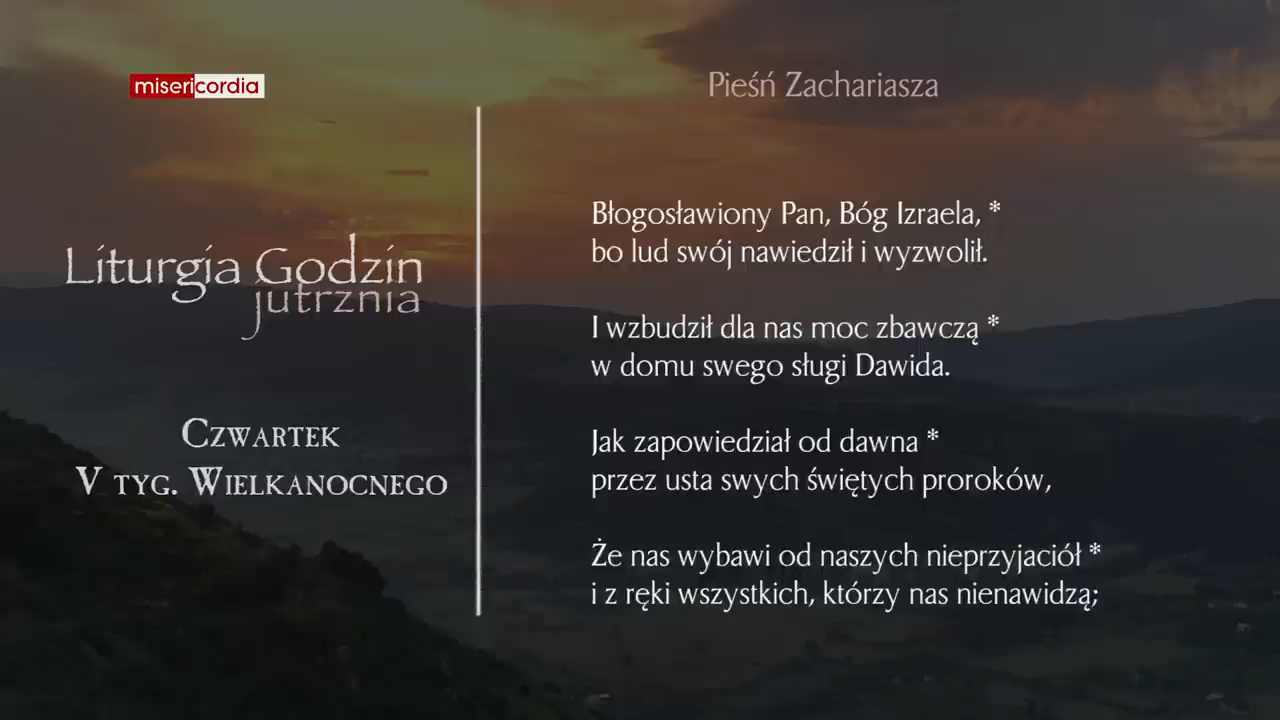 misericordia
Liturgia Godzin
jutrznia
Czwartek
V tyg. Wielkanocnego
Pieśń Zachariasza
Błogosławiony Pan, Bóg Izraela, *
bo lud swój nawiedził i wyzwolił.
I wzbudził dla nas moc zbawczą *
w domu swego sługi Dawida.
Jak zapowiedział od dawna *
przez usta swych świętych proroków,
Że nas wybawi od naszych nieprzyjaciół *
i z ręki wszystkich, którzy nas nienawidzą;